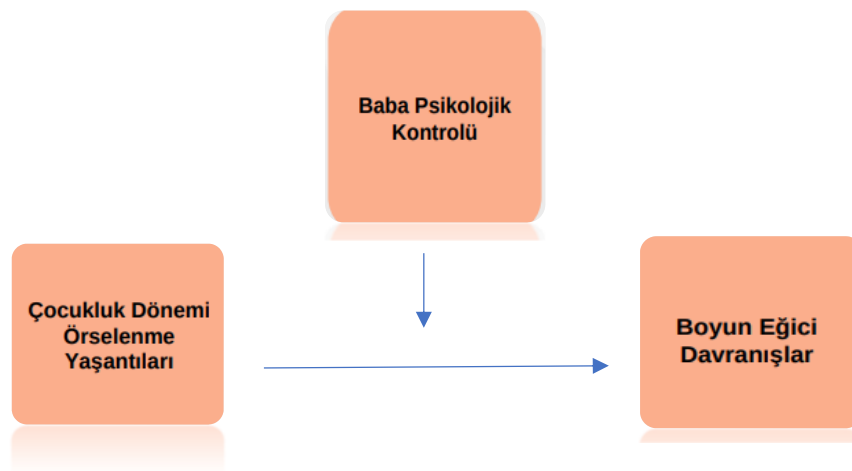 Baba Psikolojik
Kontrolü
Çocukluk Dönemi
Örselenme
Yaşantıları
Boyun Eğici
Davranışlar